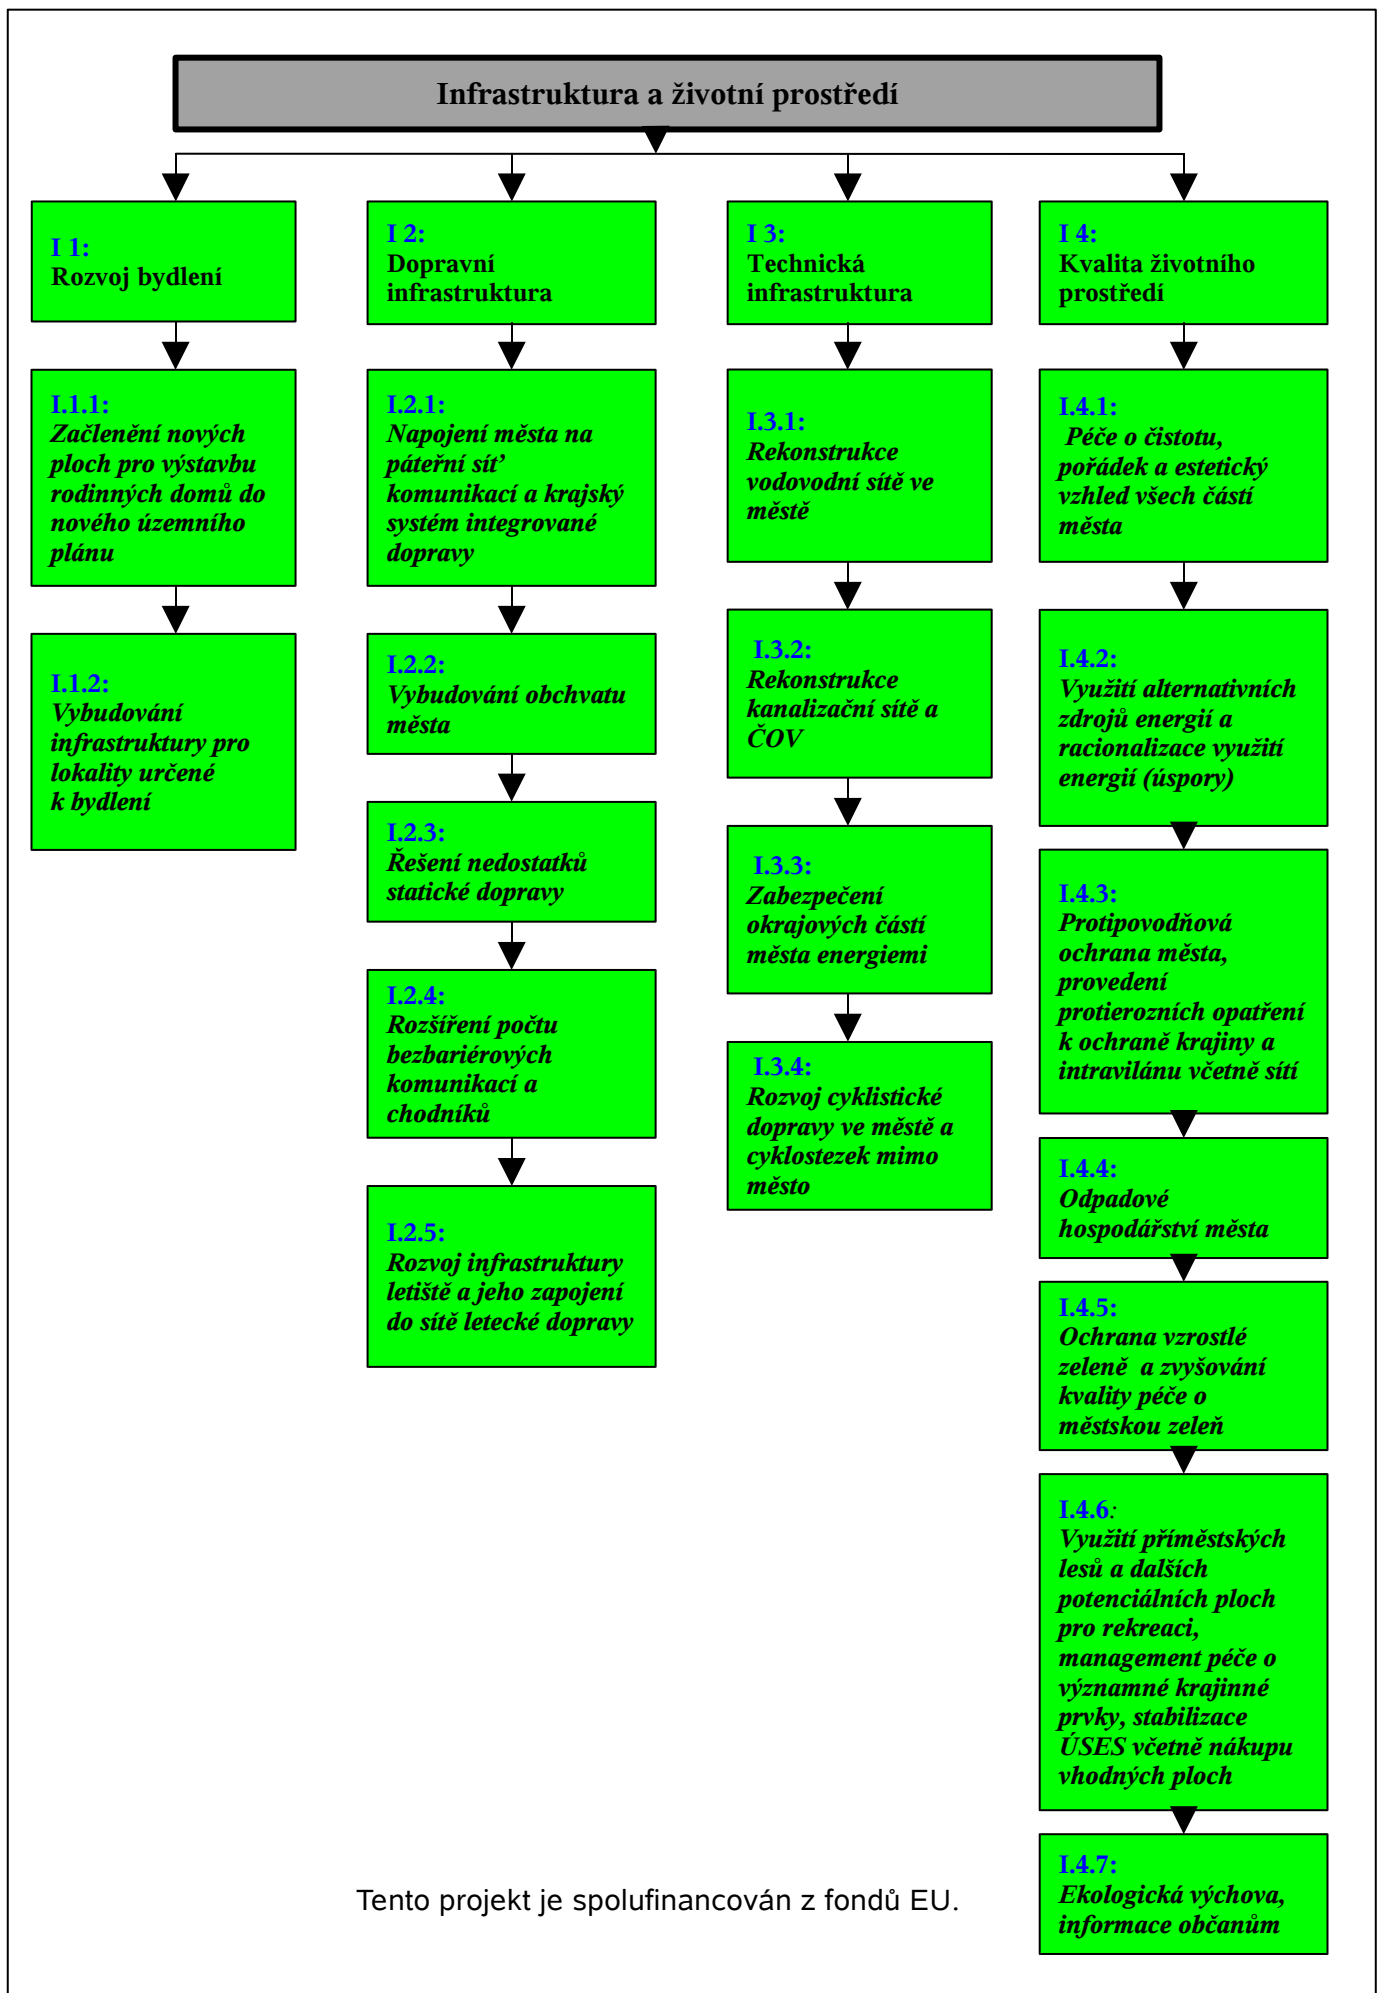 Infrastruktura a životní prostředí
I 1:
Rozvoj bydlení
I.1.1:
Začlenění nových
ploch pro výstavbu
rodinných domů do
nového územního
plánu
I.1.2:
Vybudování
infrastruktury pro
lokality určené
k bydlení
I 2:
Dopravní
infrastruktura
I.2.1:
Napojení města na
páteřní síť
komunikací a krajský
systém integrované
dopravy
I.2.2:
Vybudování obchvatu
města
I.2.3:
Řešení nedostatků
statické dopravy
I.2.4:
Rozšíření počtu
bezbariérových
komunikací a
chodníků
I.2.5:
Rozvoj infrastruktury
letiště a jeho zapojení
do sítě letecké dopravy
I 3:
Technická
infrastruktura
I.3.1:
Rekonstrukce
vodovodní sítě ve
městě
I.3.2:
Rekonstrukce
kanalizační sítě a
ČOV
I.3.3:
Zabezpečení
okrajových částí
města energiemi
I.3.4:
Rozvoj cyklistické
dopravy ve městě a
cyklostezek mimo
město
I 4:
Kvalita životního
prostředí
I.4.1:
Péče o čistotu,
pořádek a estetický
vzhled všech částí
města
I.4.2:
Využití alternativních
zdrojů energií a
racionalizace využití
energií (úspory)
I.4.3:
Protipovodňová
ochrana města,
provedení
protierozních opatření
k ochraně krajiny a
intravilánu včetně sítí
I.4.4:
Odpadové
hospodářství města
I.4.5:
Ochrana vzrostlé
zeleně a zvyšování
kvality péče o
městskou zeleň
I.4.6:
Využití příměstských
lesů a dalších
potenciálních ploch
pro rekreaci,
management péče o
významné krajinné
prvky, stabilizace
ÚSES včetně nákupu
vhodných ploch
I.4.7:
Ekologická výchova,
informace občanům
Tento projekt je spolufinancován z fondů EU.